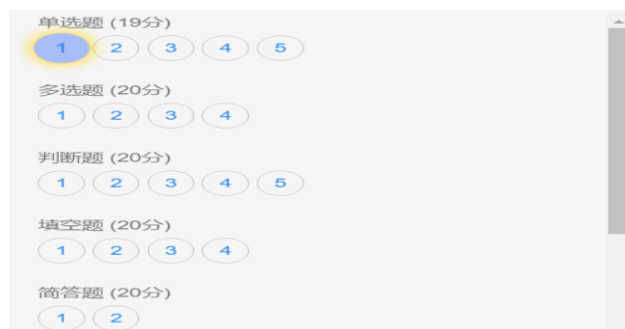 单选题 (19分)
1 2 3 4 5
多选题 (20分)
1 2 3 4
判断题 (20分)
1 2 3 4 5
填空题 (20分)
1 2 3 4
简答题 (20分)
1 2